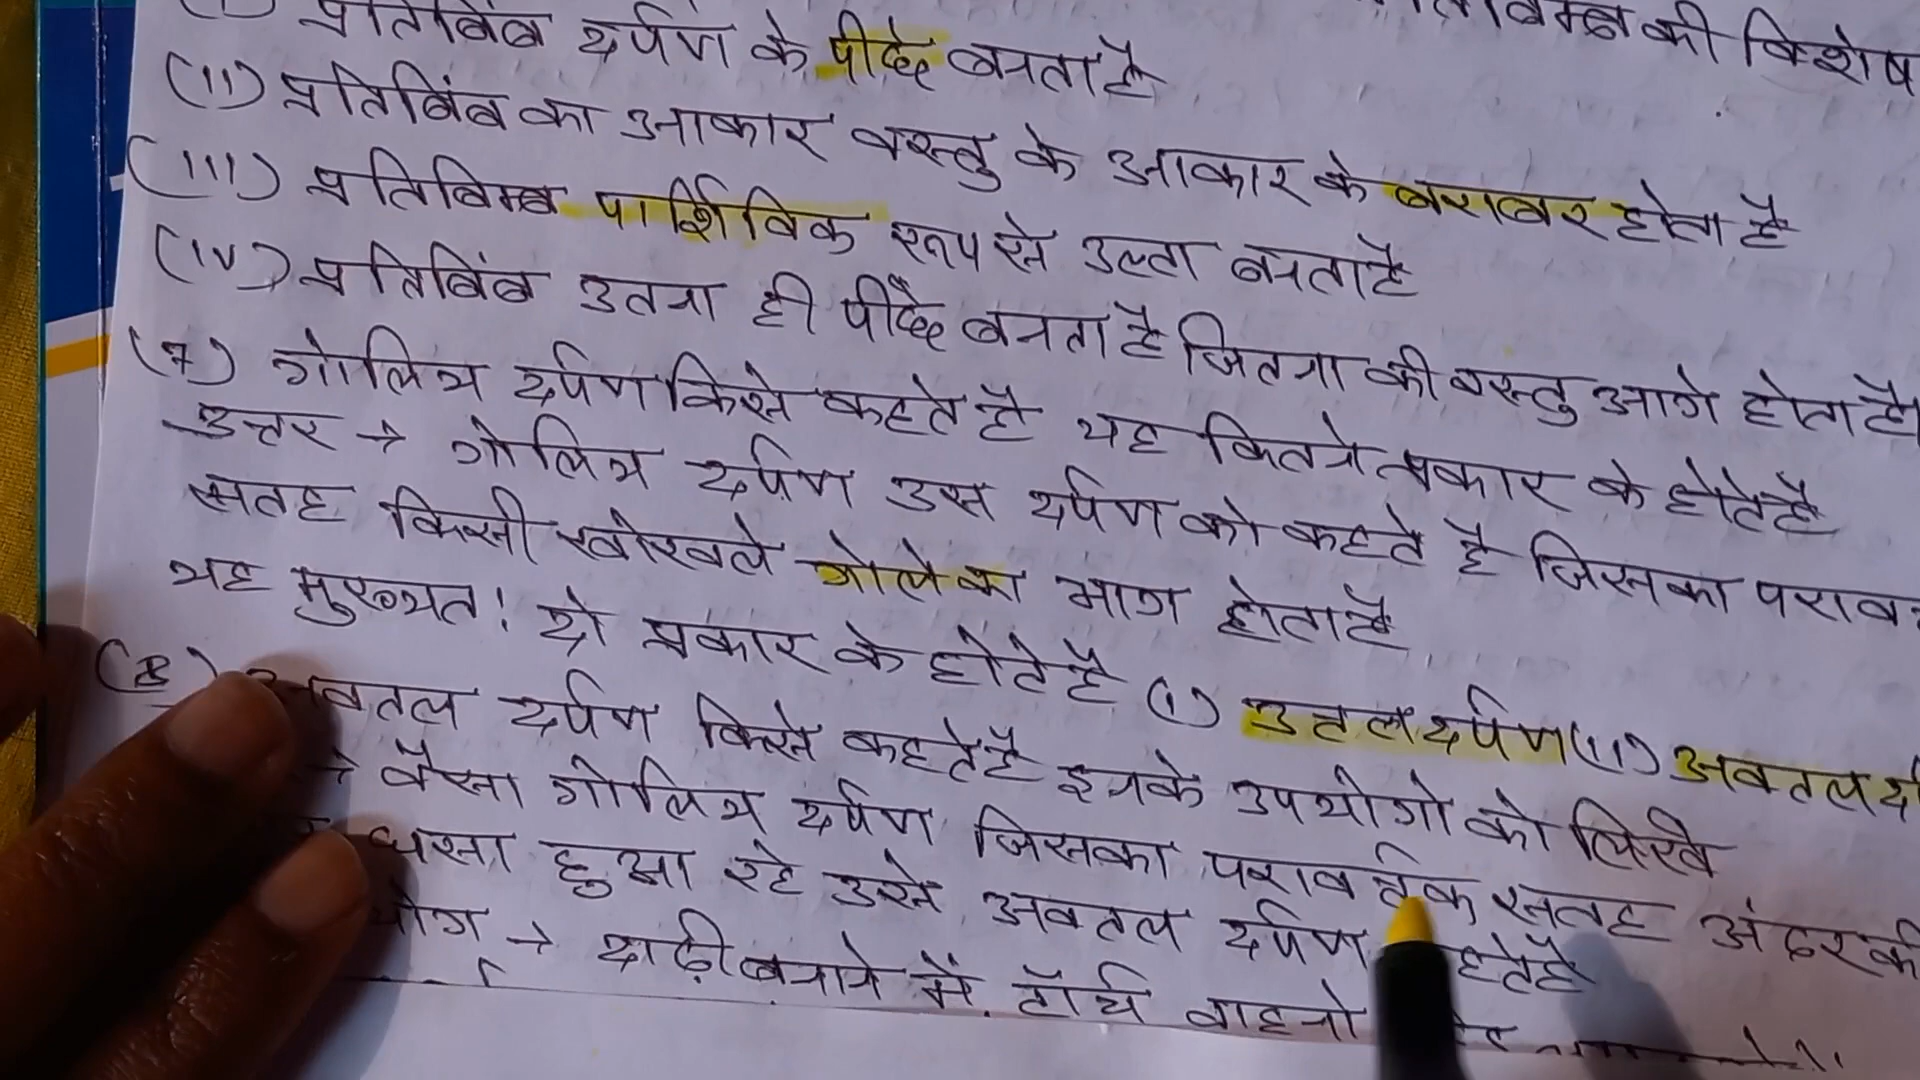 प्रतिबिंब दर्पण के पीछे बनता है
की विशेष
(II) प्रतिबिंब का आकार वस्तु के आकार के बराबर होता है
(III) प्रतिबिम्ब पार्श्विक रूप से उल्टा बनता है
(IV) प्रतिबिंब उतना ही पीछे बनता है जितना की वस्तु आगे होता है
(7) गोलिय दर्पण किसे कहते है यह कितने प्रकार के होते है
उत्तर → गोलिय दर्पण उस दर्पण को कहते है जिसका पराव
सतह किसी खोखले गोले का भाग होता है
यह मुख्यत! दो प्रकार के होते है (i) उत्तल दर्पण (ii) अवतल द
(8) अवतल दर्पण किसे कहते है इनके उपयोगो को लिखे
→ वैसा गोलिय दर्पण जिसका परावर्तक सतह अंदर की
धसा हुआ रहे उसे अवतल दर्पण हते है
योग → दाढ़ी बनाने में, टॉर्च वाहनो